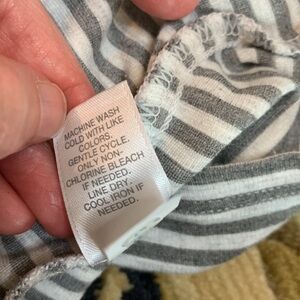 MACHINE WASH
COLD WITH LIKE
COLORS.
GENTLE CYCLE.
ONLY NON-
CHLORINE BLEACH
IF NEEDED.
LINE DRY.
COOL IRON IF
NEEDED.